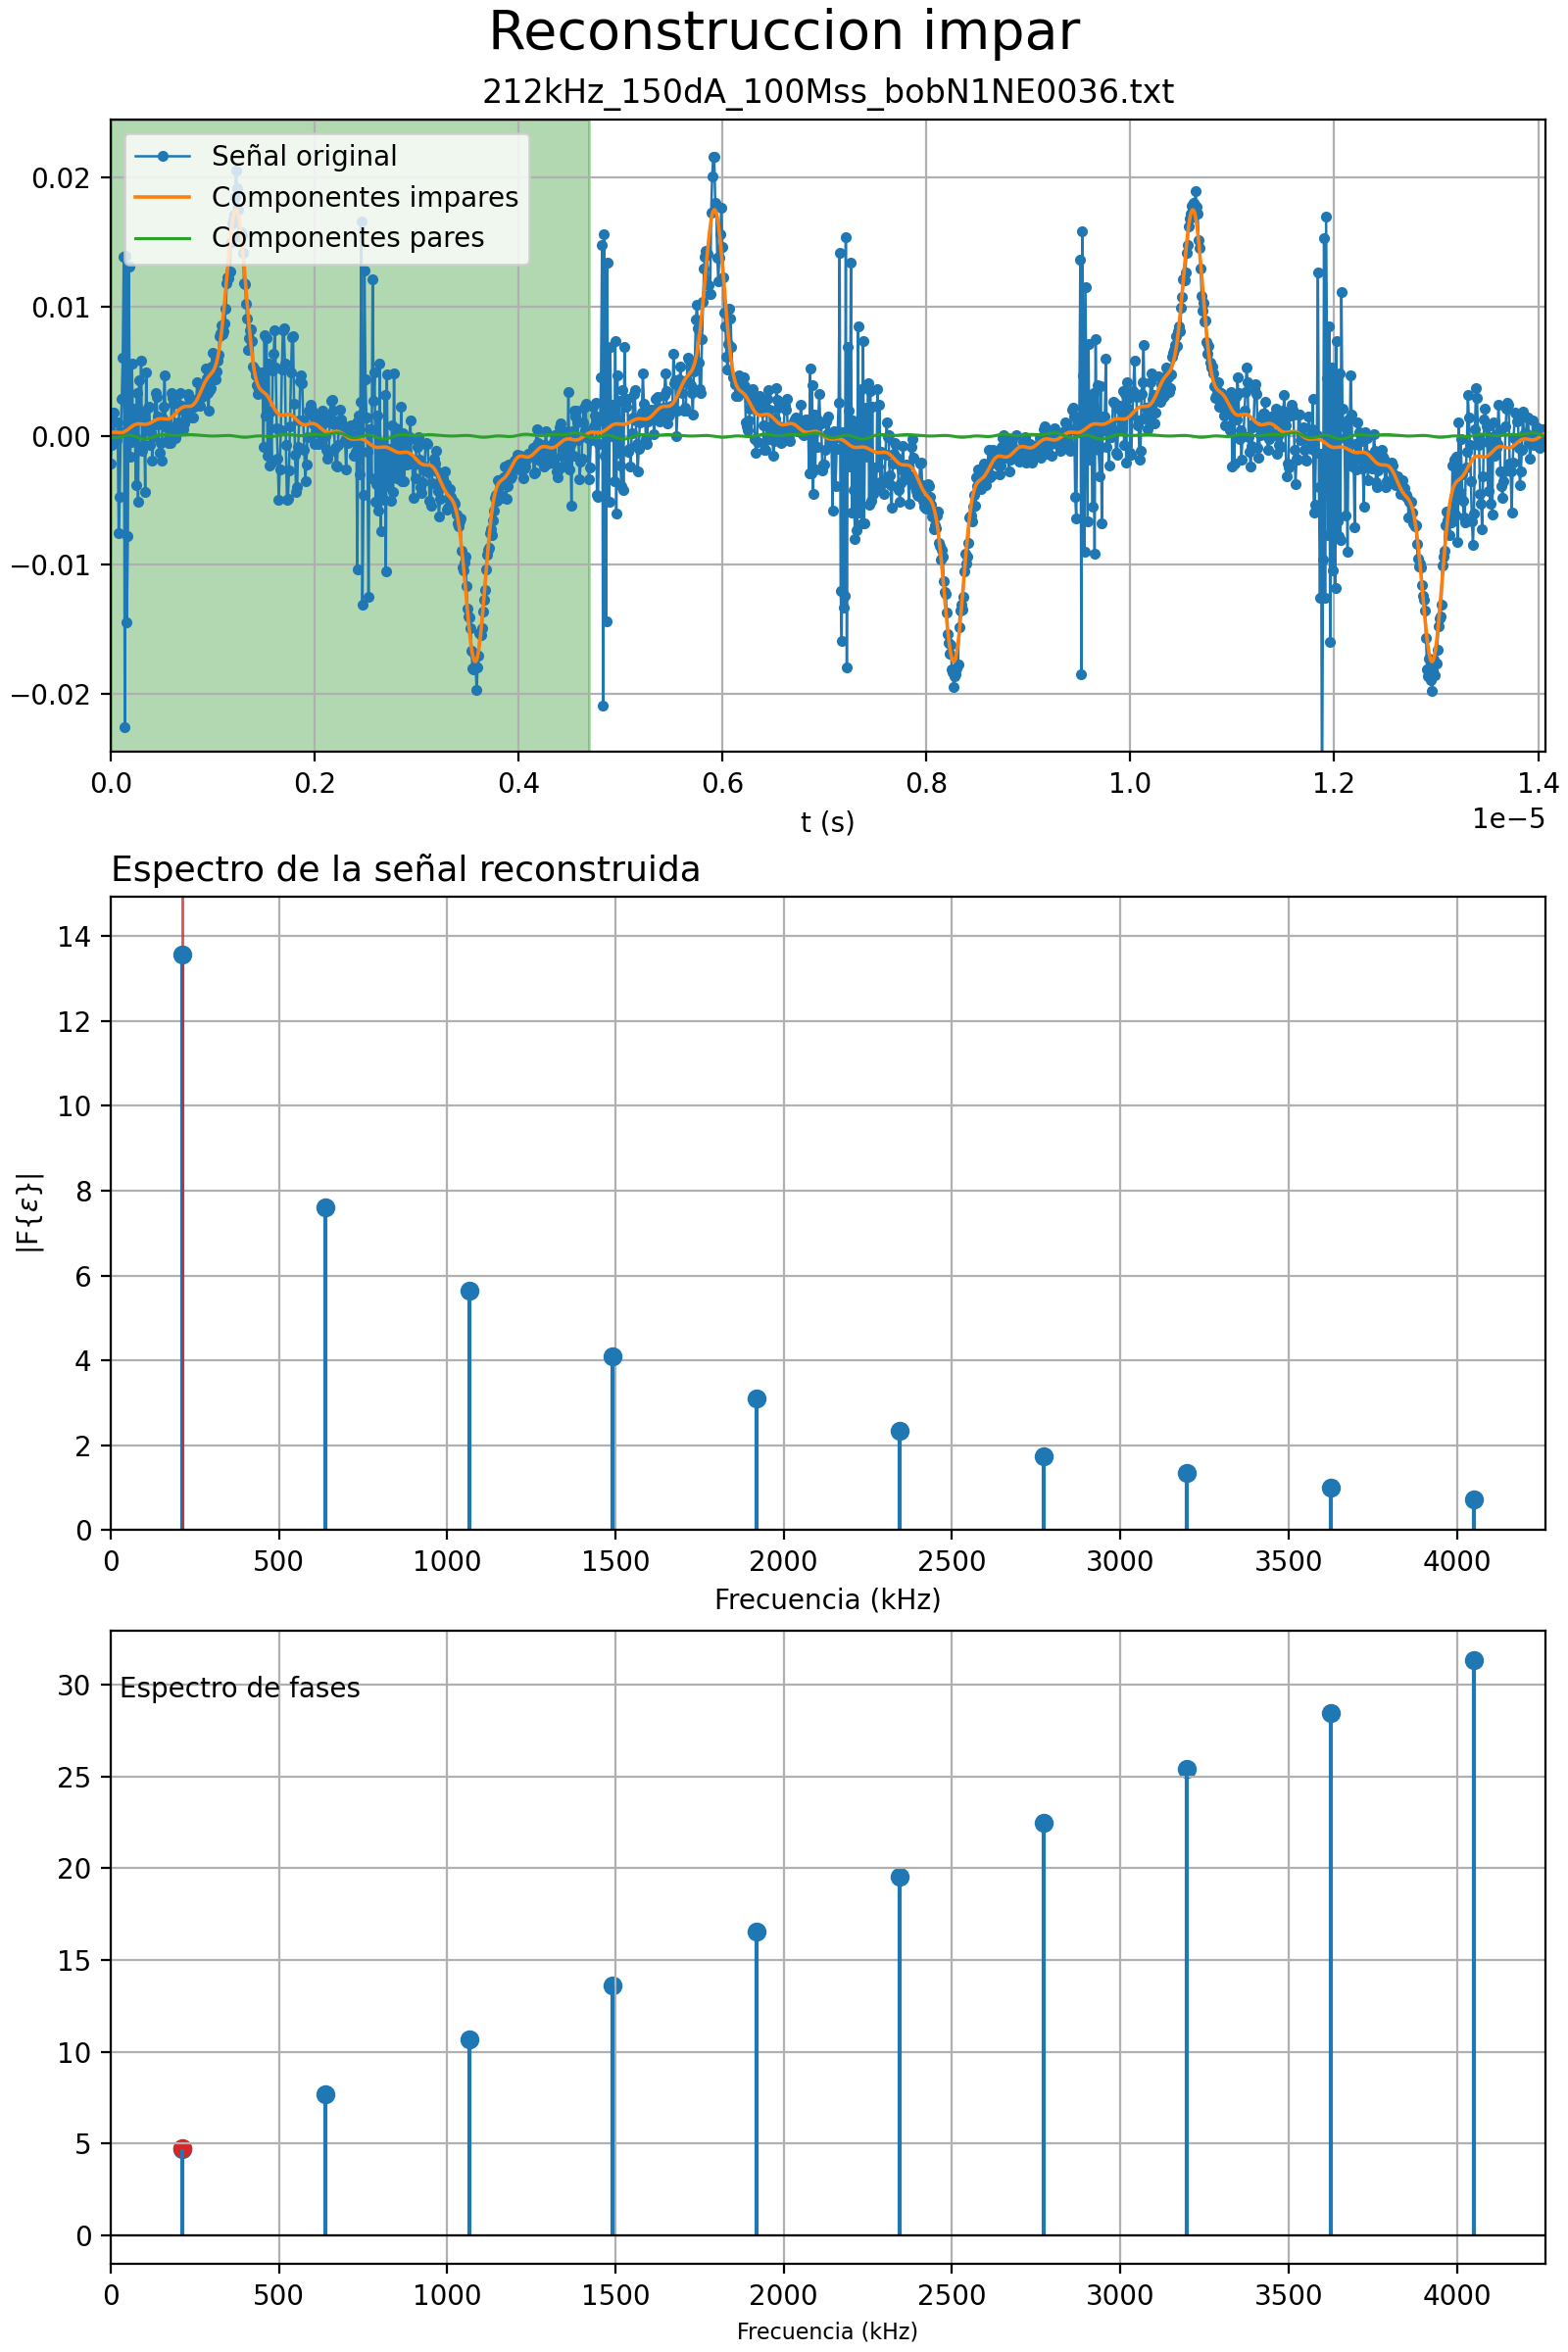 Reconstruccion impar
212kHz_150dA_100Mss_bobN1NE0036.txt
Señal original
Componentes impares
Componentes pares
0.02
0.01
0.00
−0.01
−0.02
0.0 0.2 0.4 0.6 0.8 1.0 1.2 1.4
1e−5
t (s)
Espectro de la señal reconstruida
14
12
10
8
6
4
2
0
|F{ε}|
0 500 1000 1500 2000 2500 3000 3500 4000
Frecuencia (kHz)
Espectro de fases
30
25
20
15
10
5
0
0 500 1000 1500 2000 2500 3000 3500 4000
Frecuencia (kHz)